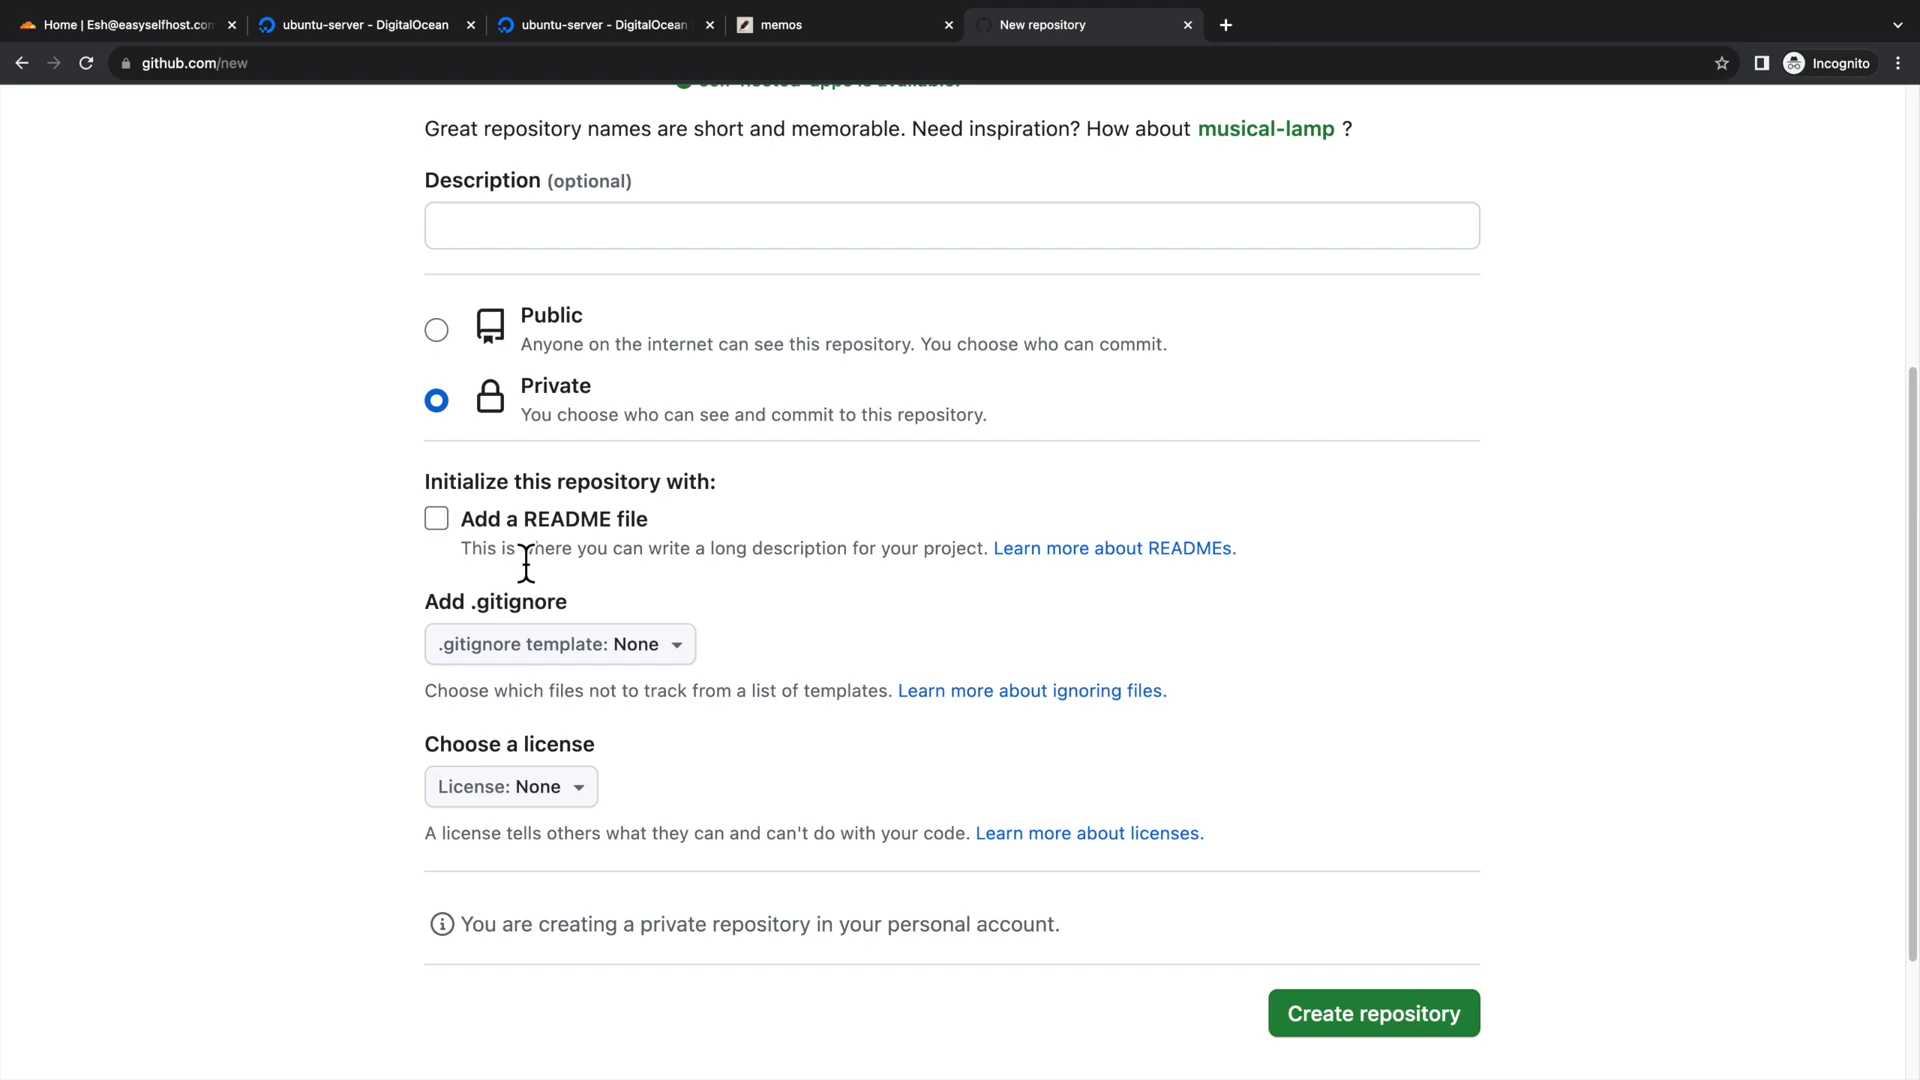 Home | Esh@easyselfhost.con
ubuntu-server - DigitalOcean
ubuntu-server - DigitalOcean
memos
New repository
github.com/new
Incognito
self-hosted-apps is available.
Great repository names are short and memorable. Need inspiration? How about musical-lamp ?
Description (optional)
Public
Anyone on the internet can see this repository. You choose who can commit.
Private
You choose who can see and commit to this repository.
Initialize this repository with:
Add a README file
This is where you can write a long description for your project. Learn more about READMEs.
Add .gitignore
.gitignore template: None
Choose which files not to track from a list of templates. Learn more about ignoring files.
Choose a license
License: None
A license tells others what they can and can't do with your code. Learn more about licenses.
You are creating a private repository in your personal account.
Create repository